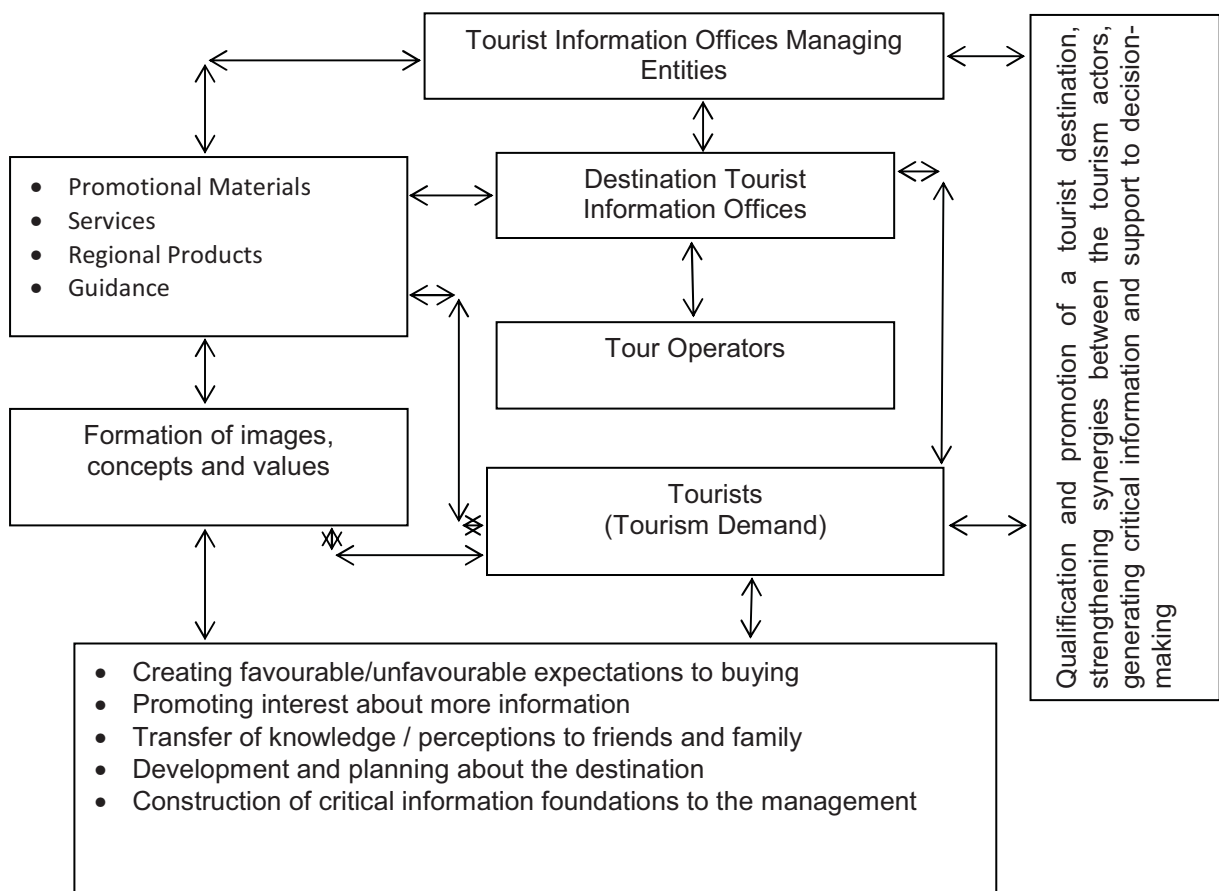 Tourist Information Offices Managing
Entities
• Promotional Materials
• Services
• Regional Products
• Guidance
Destination Tourist
Information Offices
Tour Operators
Formation of images,
concepts and values
Tourists
(Tourism Demand)
• Creating favourable/unfavourable expectations to buying
• Promoting interest about more information
• Transfer of knowledge / perceptions to friends and family
• Development and planning about the destination
• Construction of critical information foundations to the management
Qualification and promotion of a tourist destination,
strengthening synergies between the tourism actors,
generating critical information and support to decision-
making